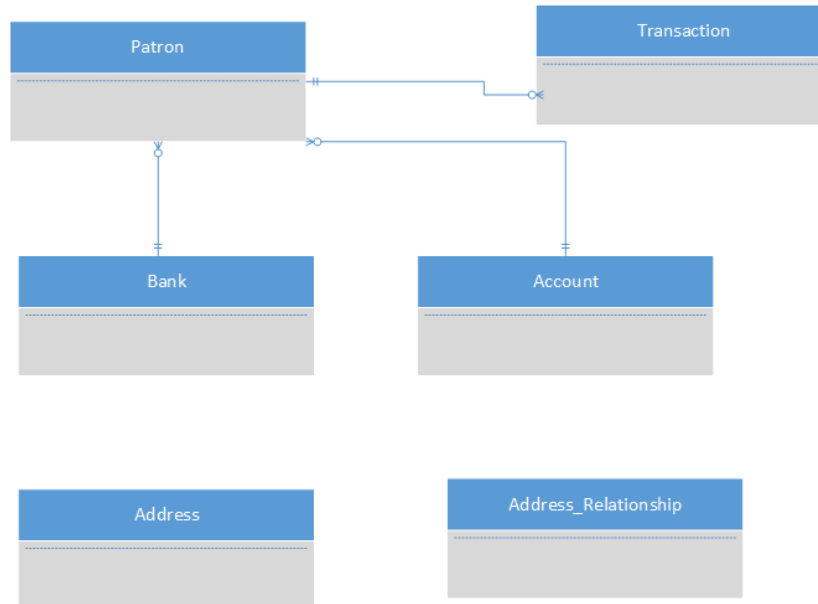 Patron
Transaction
Bank
Account
Address
Address_Relationship